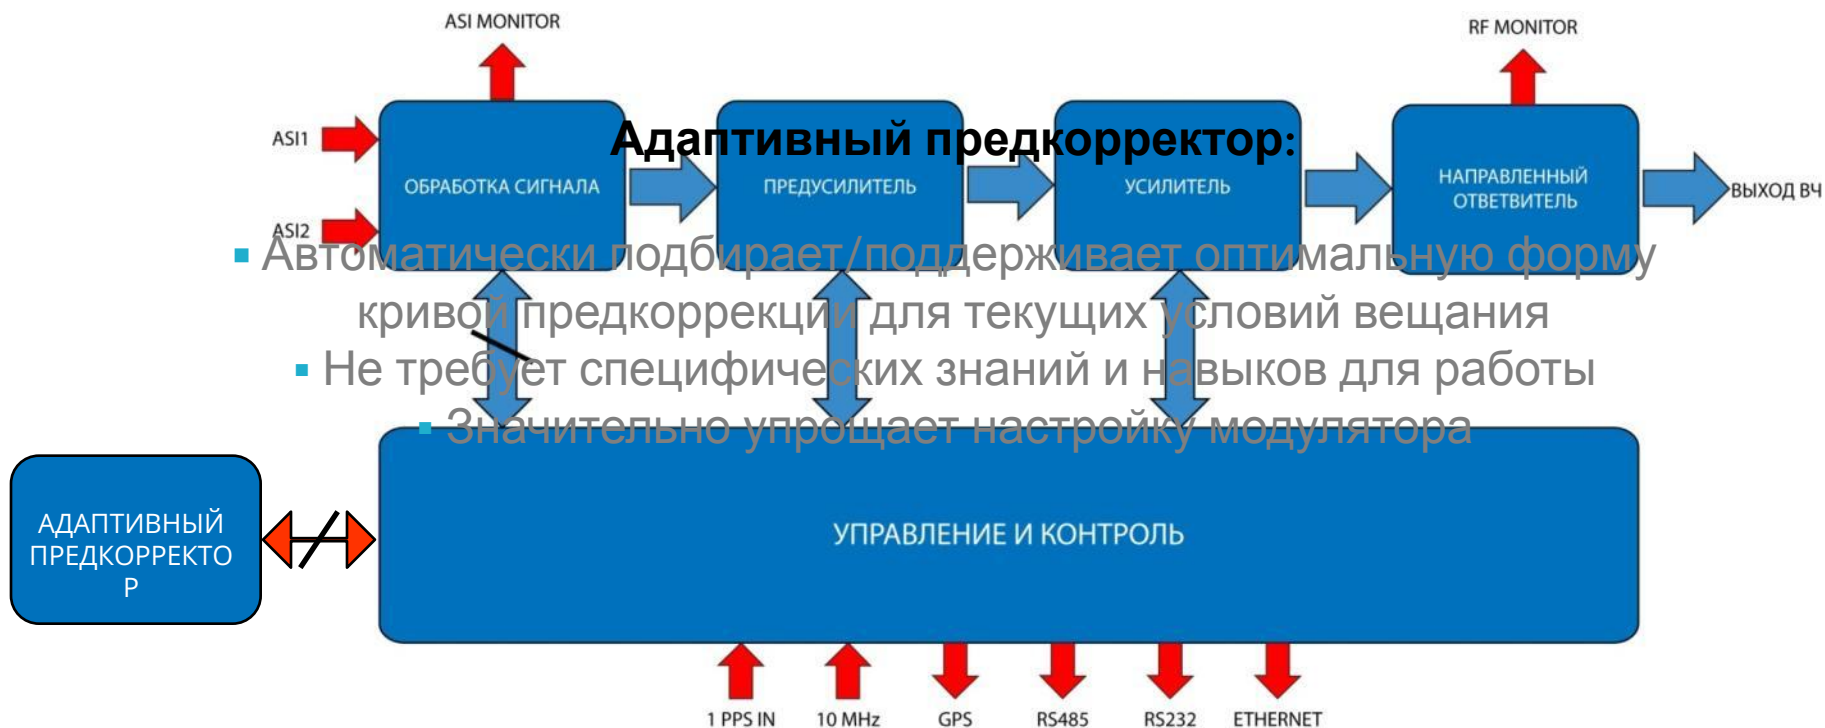 ASI MONITOR
RF MONITOR
ASI1
Адаптивный предкорректор:
ОБРАБОТКА СИГНАЛА
ПРЕДУСИЛИТЕЛЬ
УСИЛИТЕЛЬ
НАПРАВЛЕННЫЙ
ОТВЕТВИТЕЛЬ
ВЫХОД ВЧ
ASI2
▪ Автоматически подбирает/поддерживает оптимальную форму
кривой предкоррекции для текущих условий вещания
▪ Не требует специфических знаний и навыков для работы
▪ Значительно упрощает настройку модулятора
АДАПТИВНЫЙ
ПРЕДКОРРЕКТО
Р
УПРАВЛЕНИЕ И КОНТРОЛЬ
1 PPS IN
10 MHz
GPS
RS485
RS232
ETHERNET